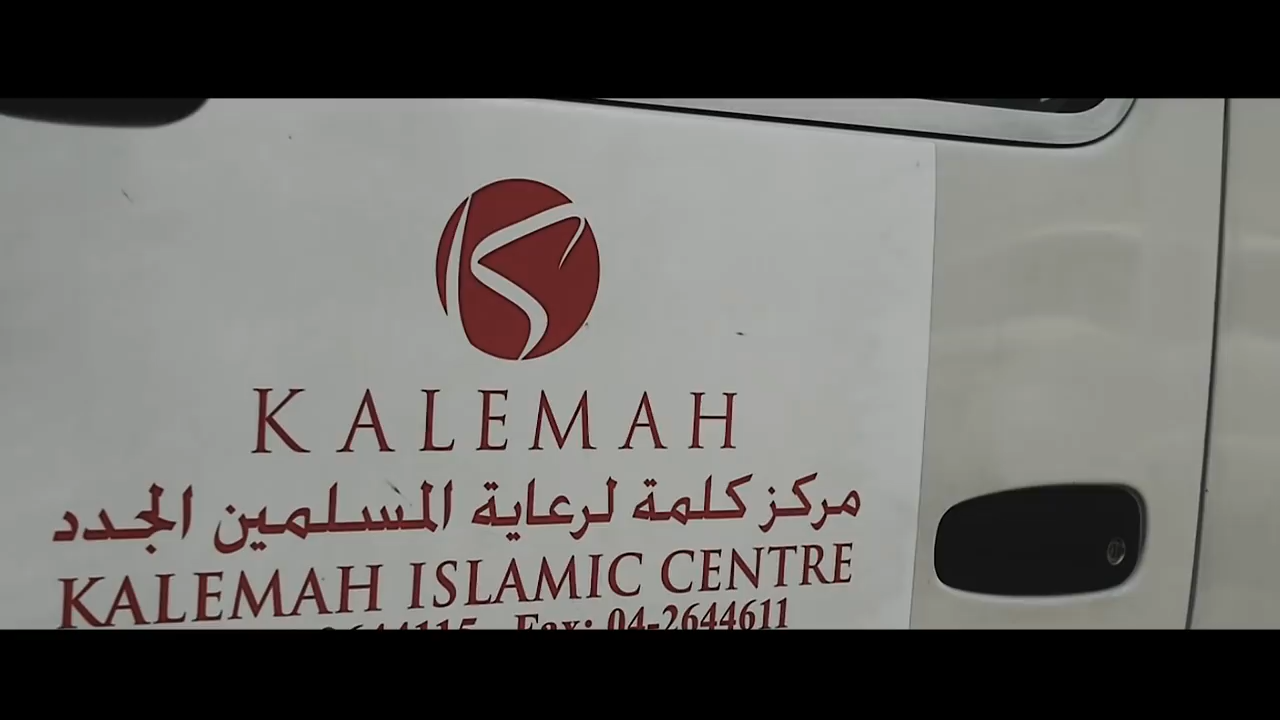 KALEMAH
مركز كلمة لرعاية المسلمين الجدد
KALEMAH ISLAMIC CENTRE
Fax: 04-2644611